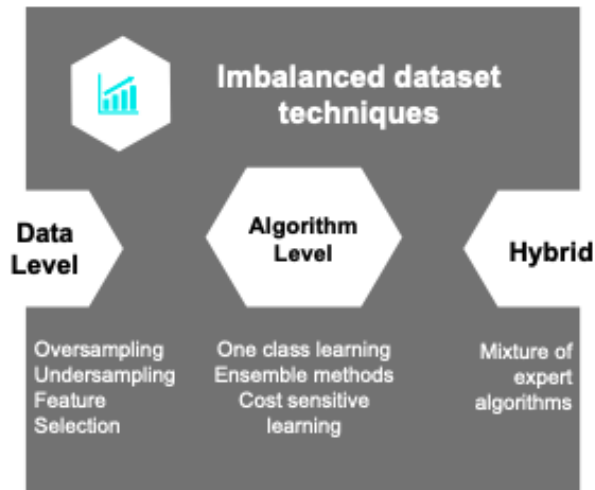 Imbalanced dataset
techniques
Data
Level
Algorithm
Level
Hybrid
Oversampling
Undersampling
Feature
Selection
One class learning
Ensemble methods
Cost sensitive
learning
Mixture of
expert
algorithms